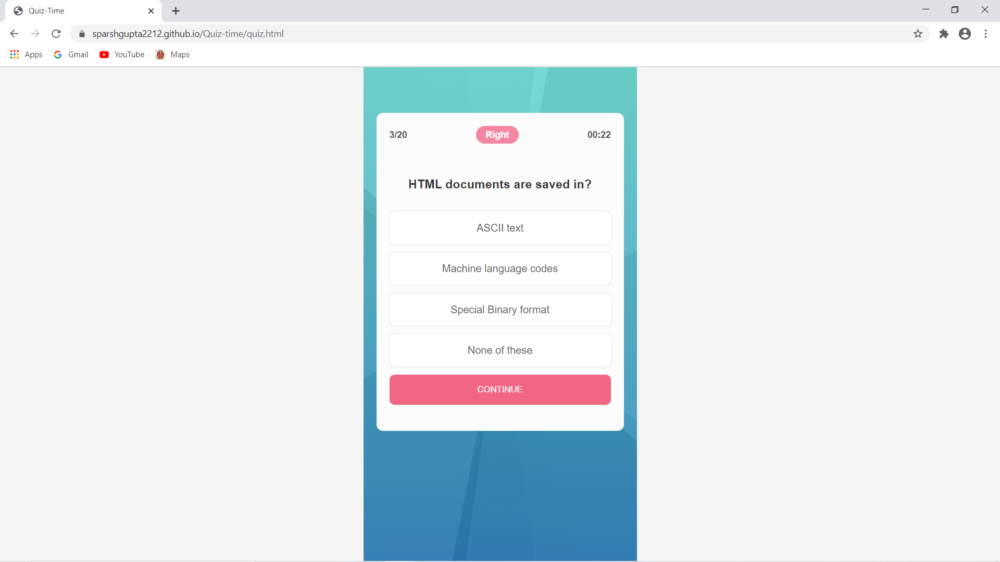 Quiz-Time
sparshgupta2212.github.io/Quiz-time/quiz.html
Apps Gmail YouTube Maps
3/20 Right 00:22
HTML documents are saved in?
ASCII text
Machine language codes
Special Binary format
None of these
CONTINUE